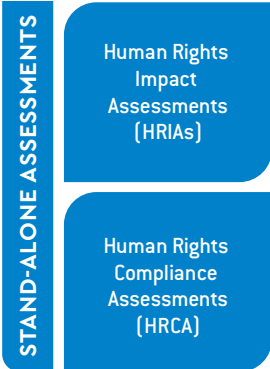 STAND-ALONE ASSESSMENTS
Human Rights
Impact
Assessments
(HRIAs)
Human Rights
Compliance
Assessments
(HRCA)